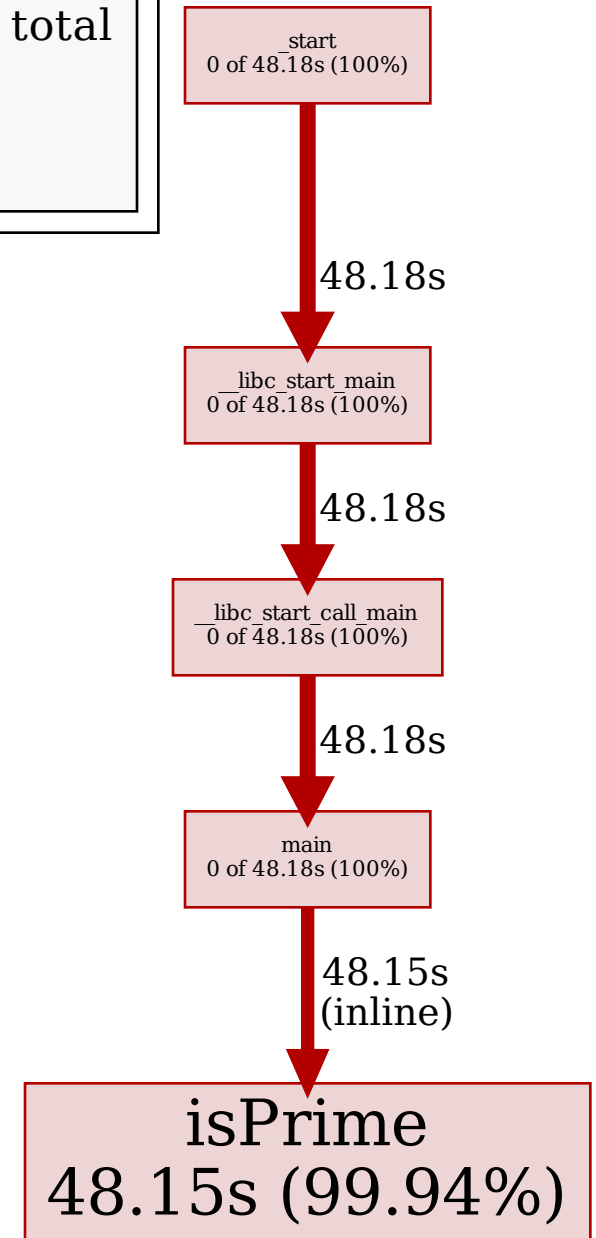 total
_start
0 of 48.18s (100%)
48.18s
__libc_start_main
0 of 48.18s (100%)
48.18s
__libc_start_call_main
0 of 48.18s (100%)
48.18s
main
0 of 48.18s (100%)
48.15s
(inline)
isPrime
48.15s (99.94%)